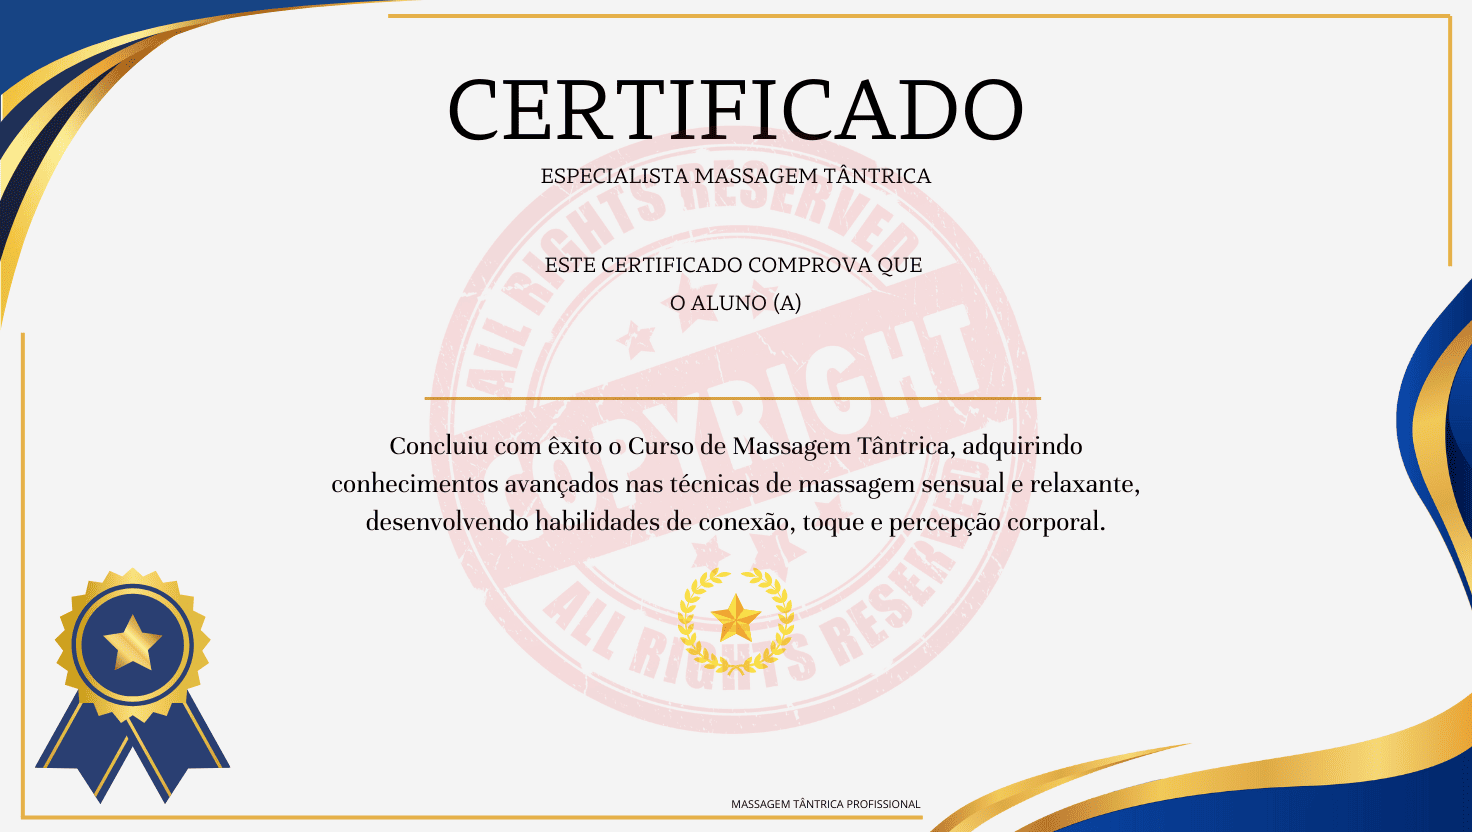 CERTIFICADO
ESPECIALISTA MASSAGEM TÂNTRICA
ALL RIGHTS RESERVED
ESTE CERTIFICADO COMPROVA QUE
O ALUNO (A)
COPYRIGHT
Concluiu com êxito o Curso de Massagem Tântrica, adquirindo
conhecimentos avançados nas técnicas de massagem sensual e relaxante,
desenvolvendo habilidades de conexão, toque e percepção corporal.
ALL RIGHTS RESERVED
MASSAGEM TÂNTRICA PROFISSIONAL